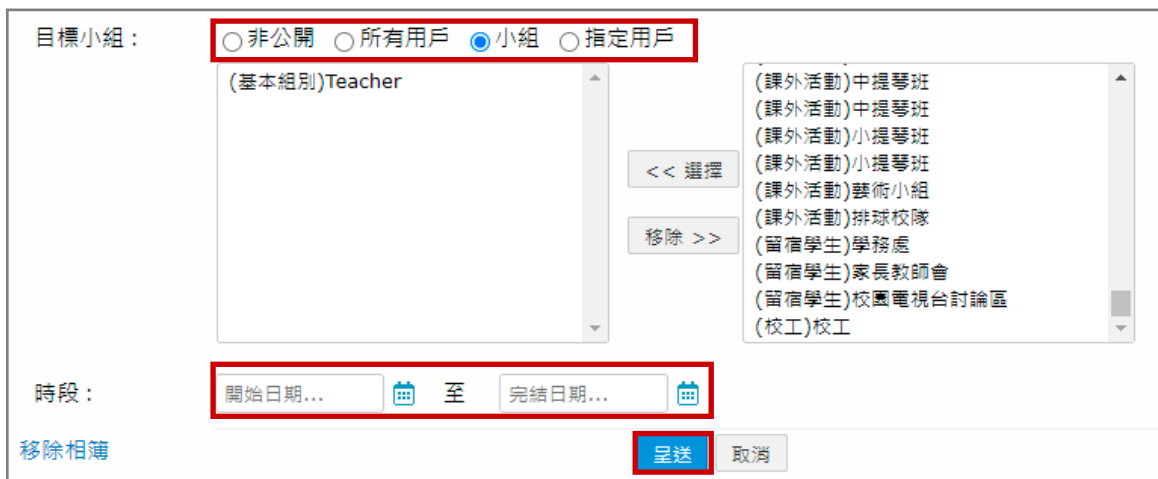 目標小組： 非公開 所有用戶 小組 指定用戶
(基本組別)Teacher
<< 選擇
移除 >>
(課外活動)中提琴班
(課外活動)中提琴班
(課外活動)小提琴班
(課外活動)小提琴班
(課外活動)藝術小組
(課外活動)排球校隊
(留宿學生)學務處
(留宿學生)家長教師會
(留宿學生)校園電視台討論區
(校工)校工
時段： 開始日期... 至 完結日期...
移除相簿 呈送 取消